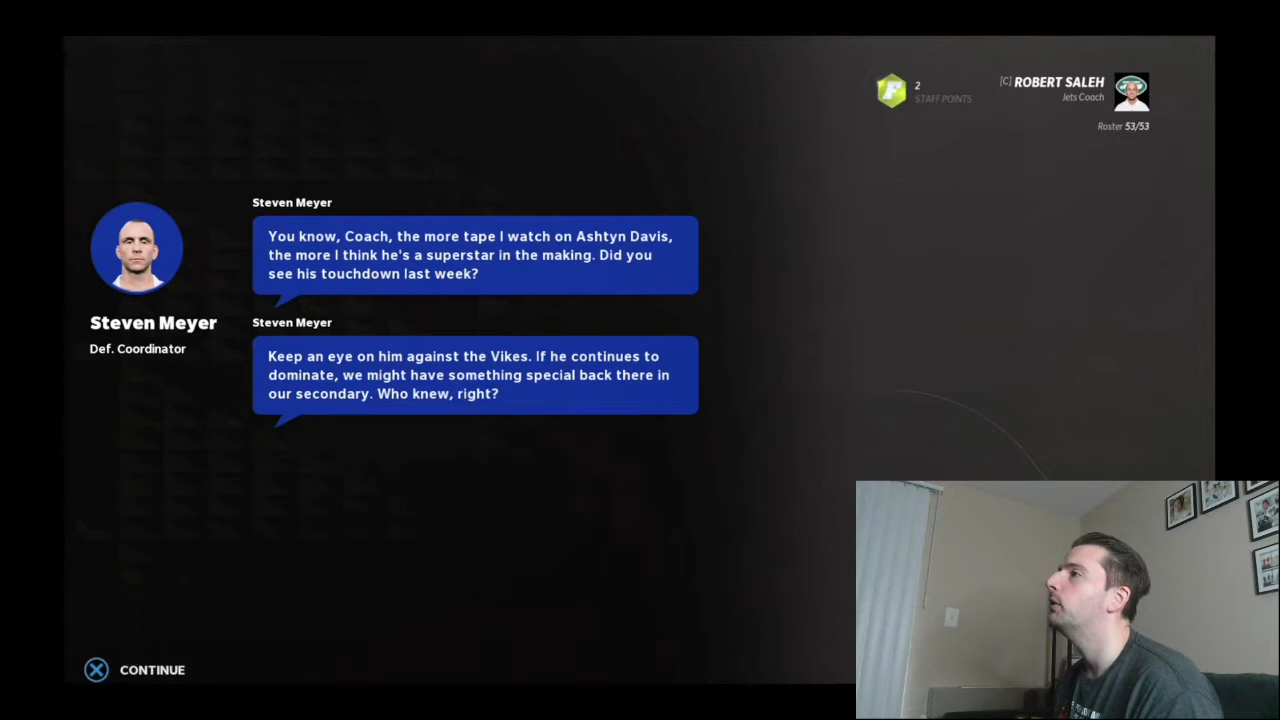 2
STAFF POINTS
[C] ROBERT SALEH
Jets Coach
Roster 53/53
Steven Meyer
You know, Coach, the more tape I watch on Ashtyn Davis,
the more I think he's a superstar in the making. Did you
see his touchdown last week?
Steven Meyer
Def. Coordinator
Steven Meyer
Keep an eye on him against the Vikes. If he continues to
dominate, we might have something special back there in
our secondary. Who knew, right?
CONTINUE